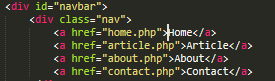 <div id="navbar">
<div class="nav">
<a href="home.php">Home</a>
<a href="article.php">Article</a>
<a href="about.php">About</a>
<a href="contact.php">Contact</a>